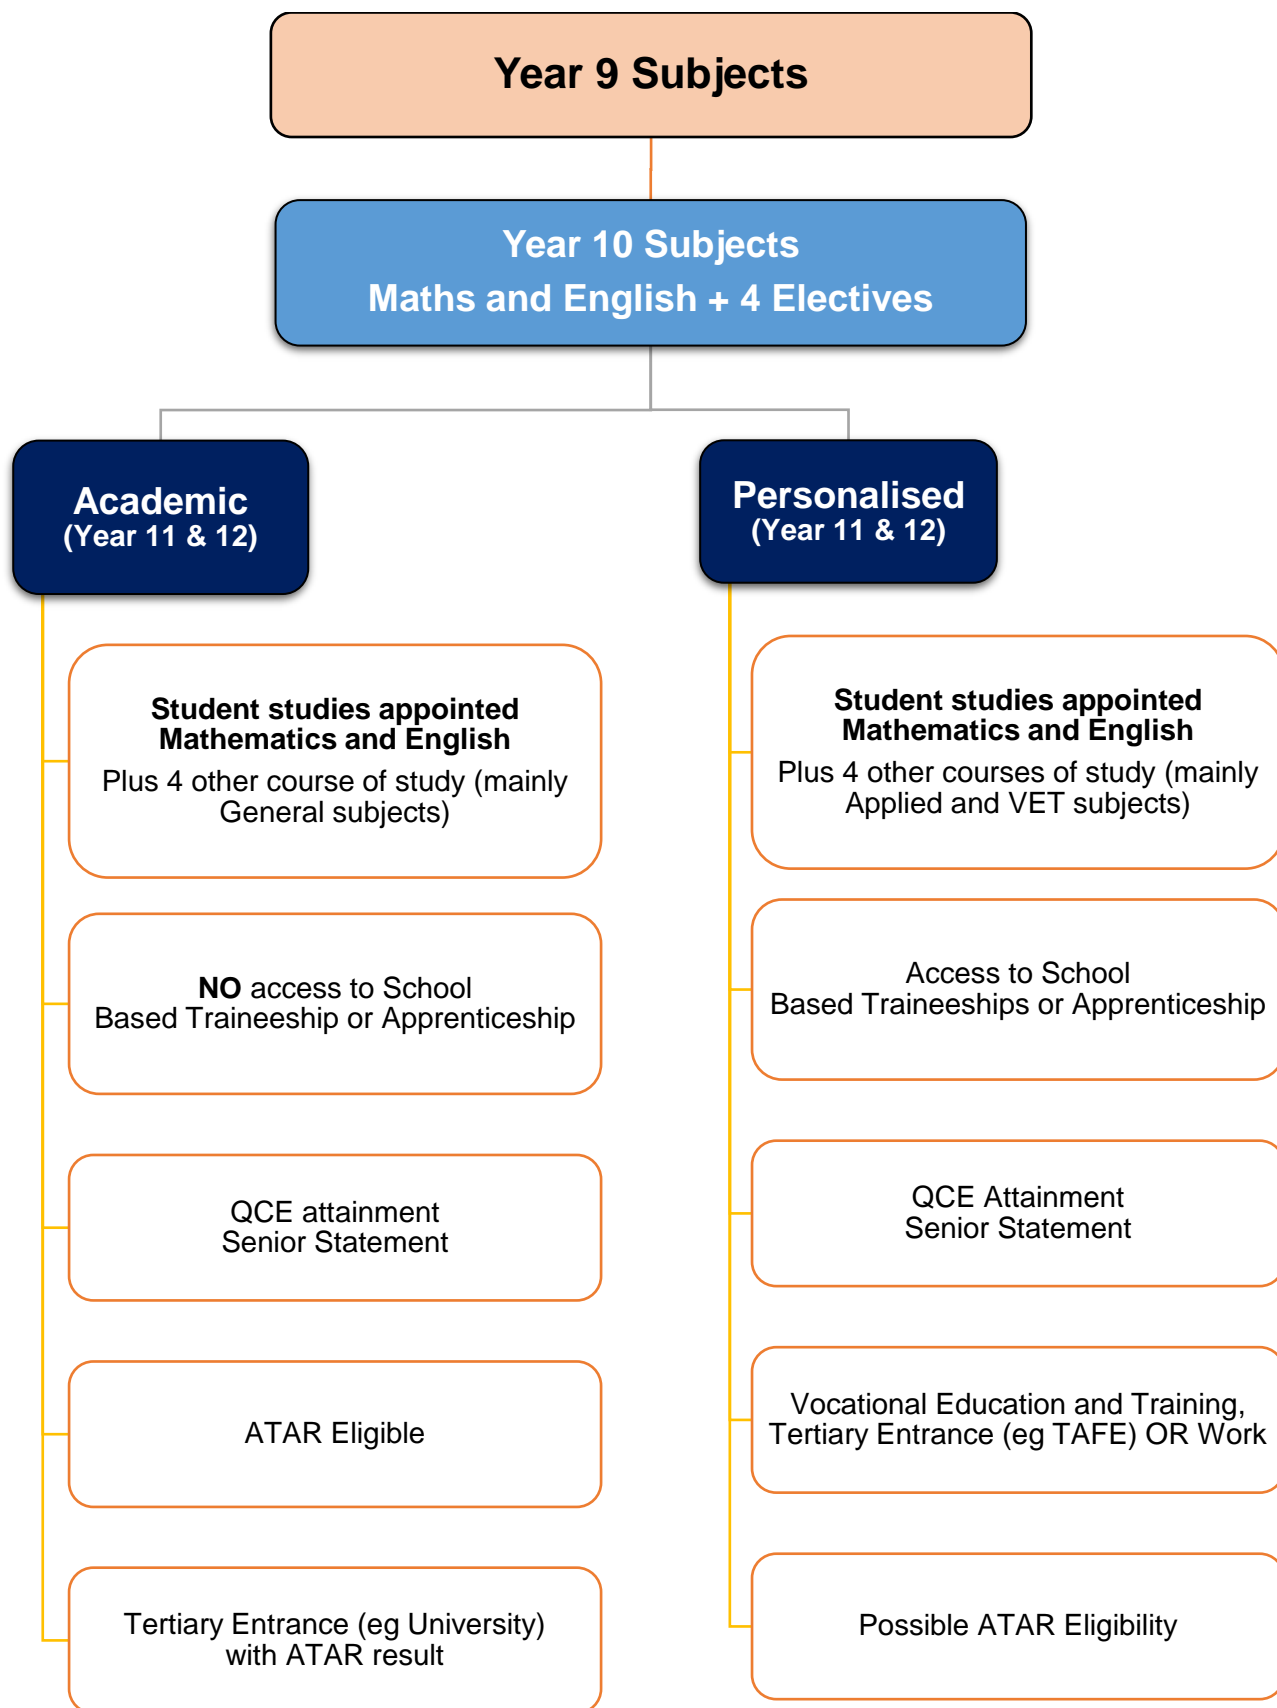 Year 9 Subjects
Year 10 Subjects
Maths and English + 4 Electives
Academic
(Year 11 & 12)
Student studies appointed
Mathematics and English
Plus 4 other course of study (mainly
General subjects)
NO access to School
Based Traineeship or Apprenticeship
QCE attainment
Senior Statement
ATAR Eligible
Tertiary Entrance (eg University)
with ATAR result
Personalised
(Year 11 & 12)
Student studies appointed
Mathematics and English
Plus 4 other courses of study (mainly
Applied and VET subjects)
Access to School
Based Traineeships or Apprenticeship
QCE Attainment
Senior Statement
Vocational Education and Training,
Tertiary Entrance (eg TAFE) OR Work
Possible ATAR Eligibility